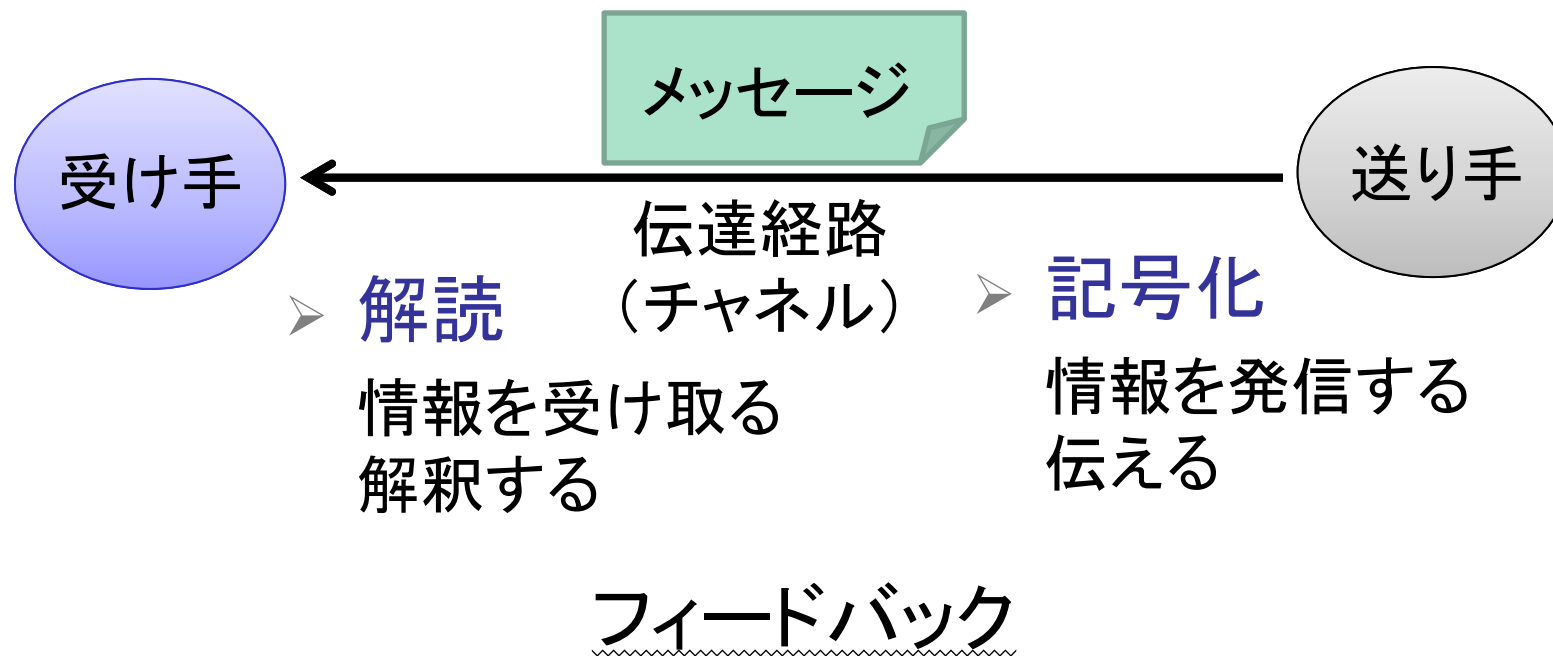 メッセージ
受け手
送り手
伝達経路
（チャネル）
➢ 解読
情報を受け取る
解釈する
➢ 記号化
情報を発信する
伝える
フィードバック